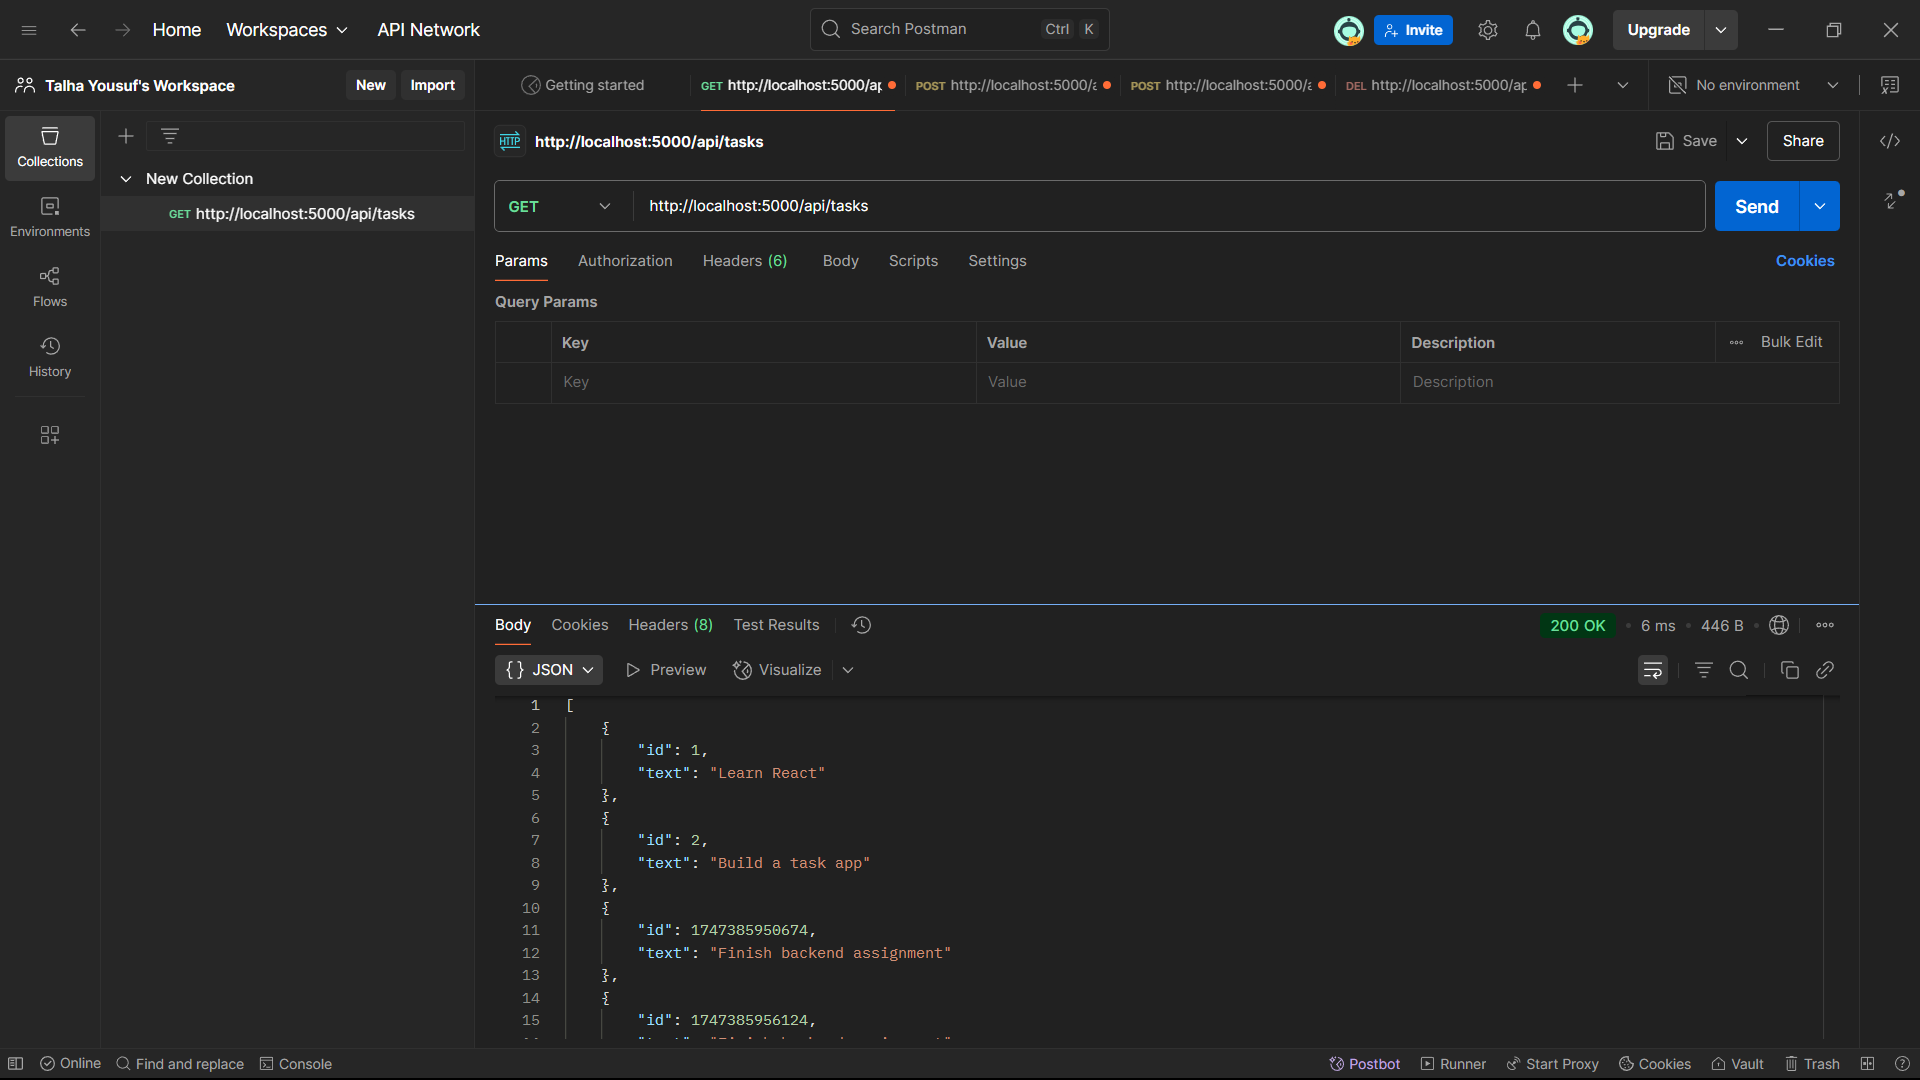 Home Workspaces API Network Search Postman Ctrl K Invite Upgrade
Talha Yousuf's Workspace New Import Getting started GET http://localhost:5000/ap POST http://localhost:5000/a POST http://localhost:5000/a DEL http://localhost:5000/ap No environment
Collections
Environments
Flows
History
New Collection
GET http://localhost:5000/api/tasks
HTTP http://localhost:5000/api/tasks Save Share
GET http://localhost:5000/api/tasks Send
Params Authorization Headers (6) Body Scripts Settings Cookies
Query Params
Key Value Description Bulk Edit
Key Value Description
Body Cookies Headers (8) Test Results 200 OK 6 ms 446 B
{} JSON Preview Visualize
1 [
2 {
3 "id": 1,
4 "text": "Learn React"
5 },
6 {
7 "id": 2,
8 "text": "Build a task app"
9 },
10 {
11 "id": 1747385950674,
12 "text": "Finish backend assignment"
13 },
14 {
15 "id": 1747385956124,
Online Find and replace Console Postbot Runner Start Proxy Cookies Vault Trash